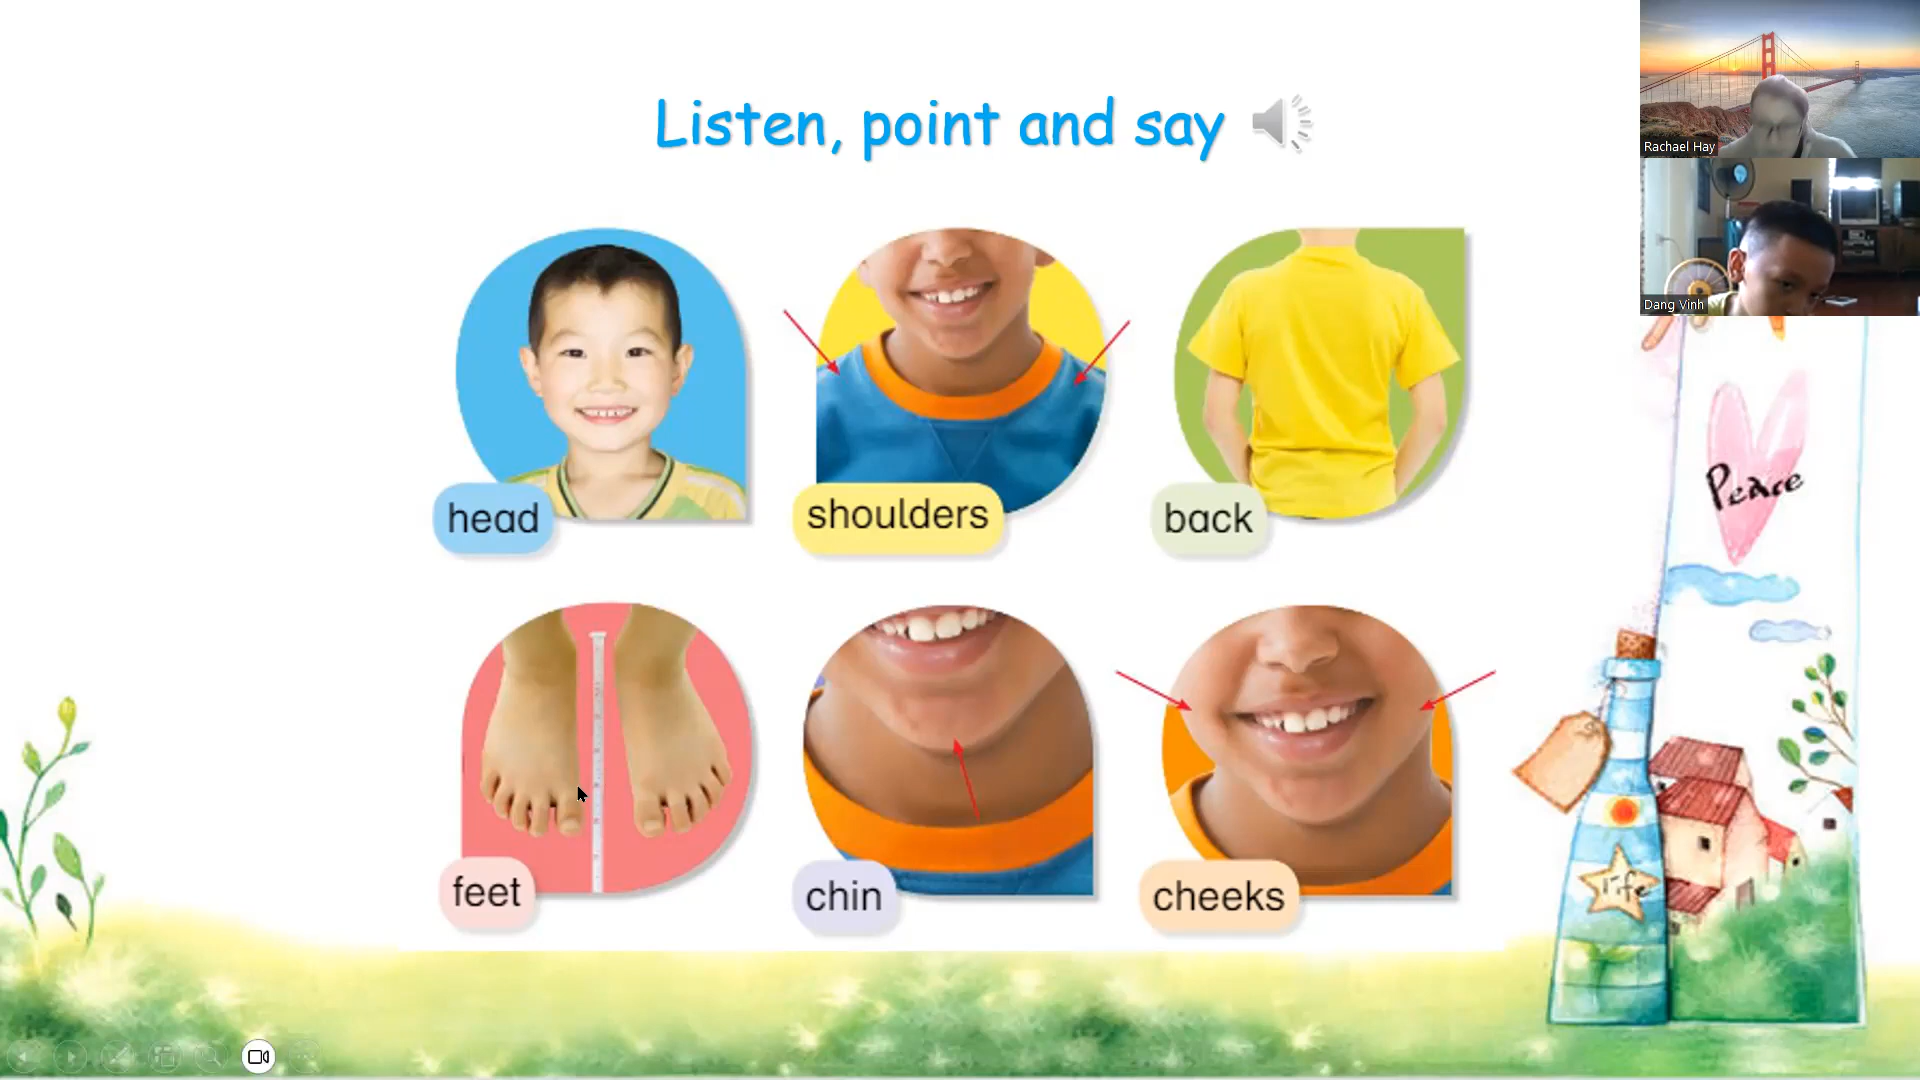 Listen, point and say
Rachael Hay
Dang Vinh
head
shoulders
back
Peace
feet
chin
cheeks
life